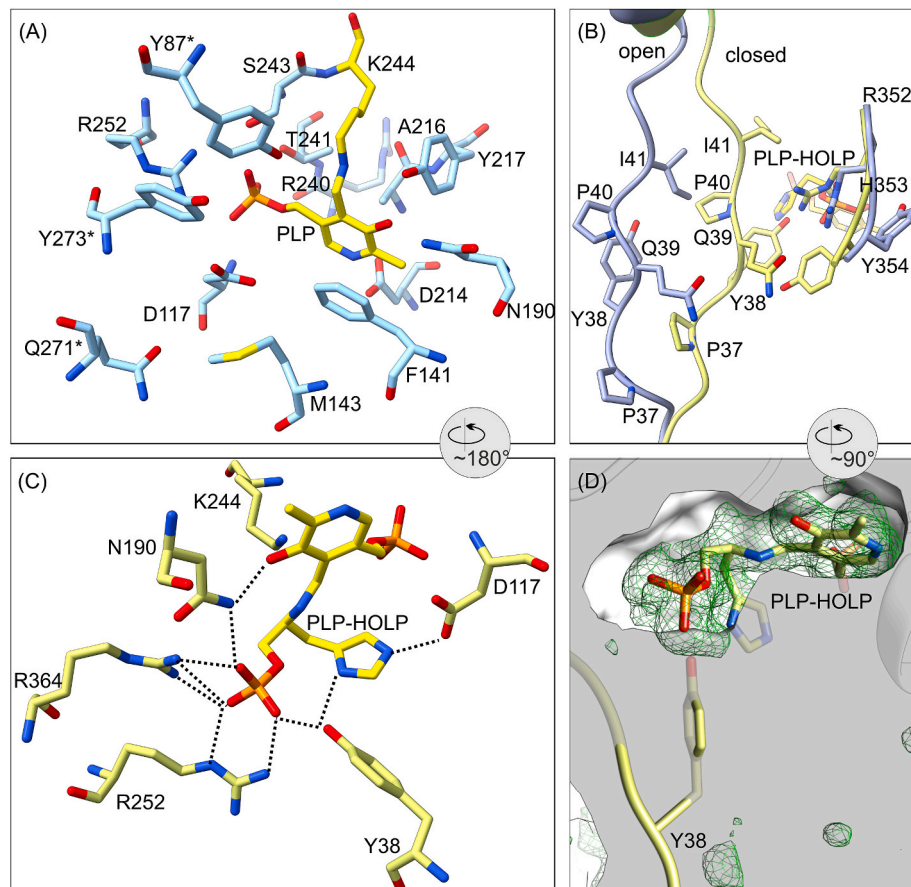 (A)
Y87*
S243
K244
R252
T241
A216
Y217
R240
Y273*
PLP
D117
D214
N190
Q271*
F141
M143
(B)
open
closed
R352
I41
I41
PLP-HOLP
P40
P40
H353
Q39
Q39
Y354
Y38
Y38
P37
P37
~180°
~90°
(C)
K244
N190
D117
PLP-HOLP
R364
R252
Y38
(D)
PLP-HOLP
Y38